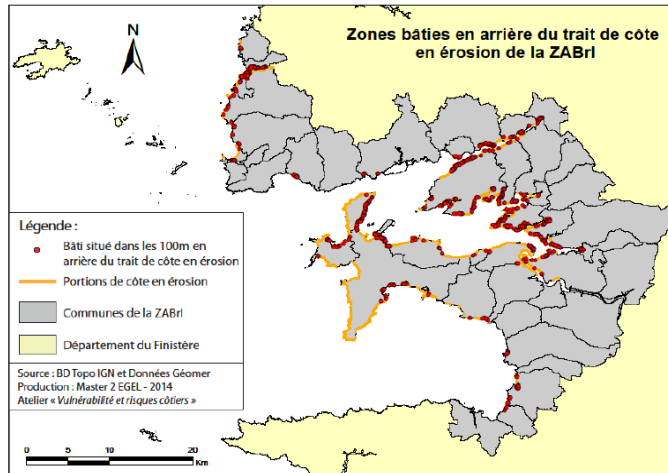 Zones bâties en arrière du trait de côte
en érosion de la ZABrI
N
Légende :
Bâti situé dans les 100m en
arrière du trait de côte en érosion
Portions de côte en érosion
Communes de la ZABrI
Département du Finistère
Source : BD Topo IGN et Données Géomer
Production : Master 2 EGEL - 2014
Atelier « Vulnérabilité et risques côtiers »
0 5 10 20
Km